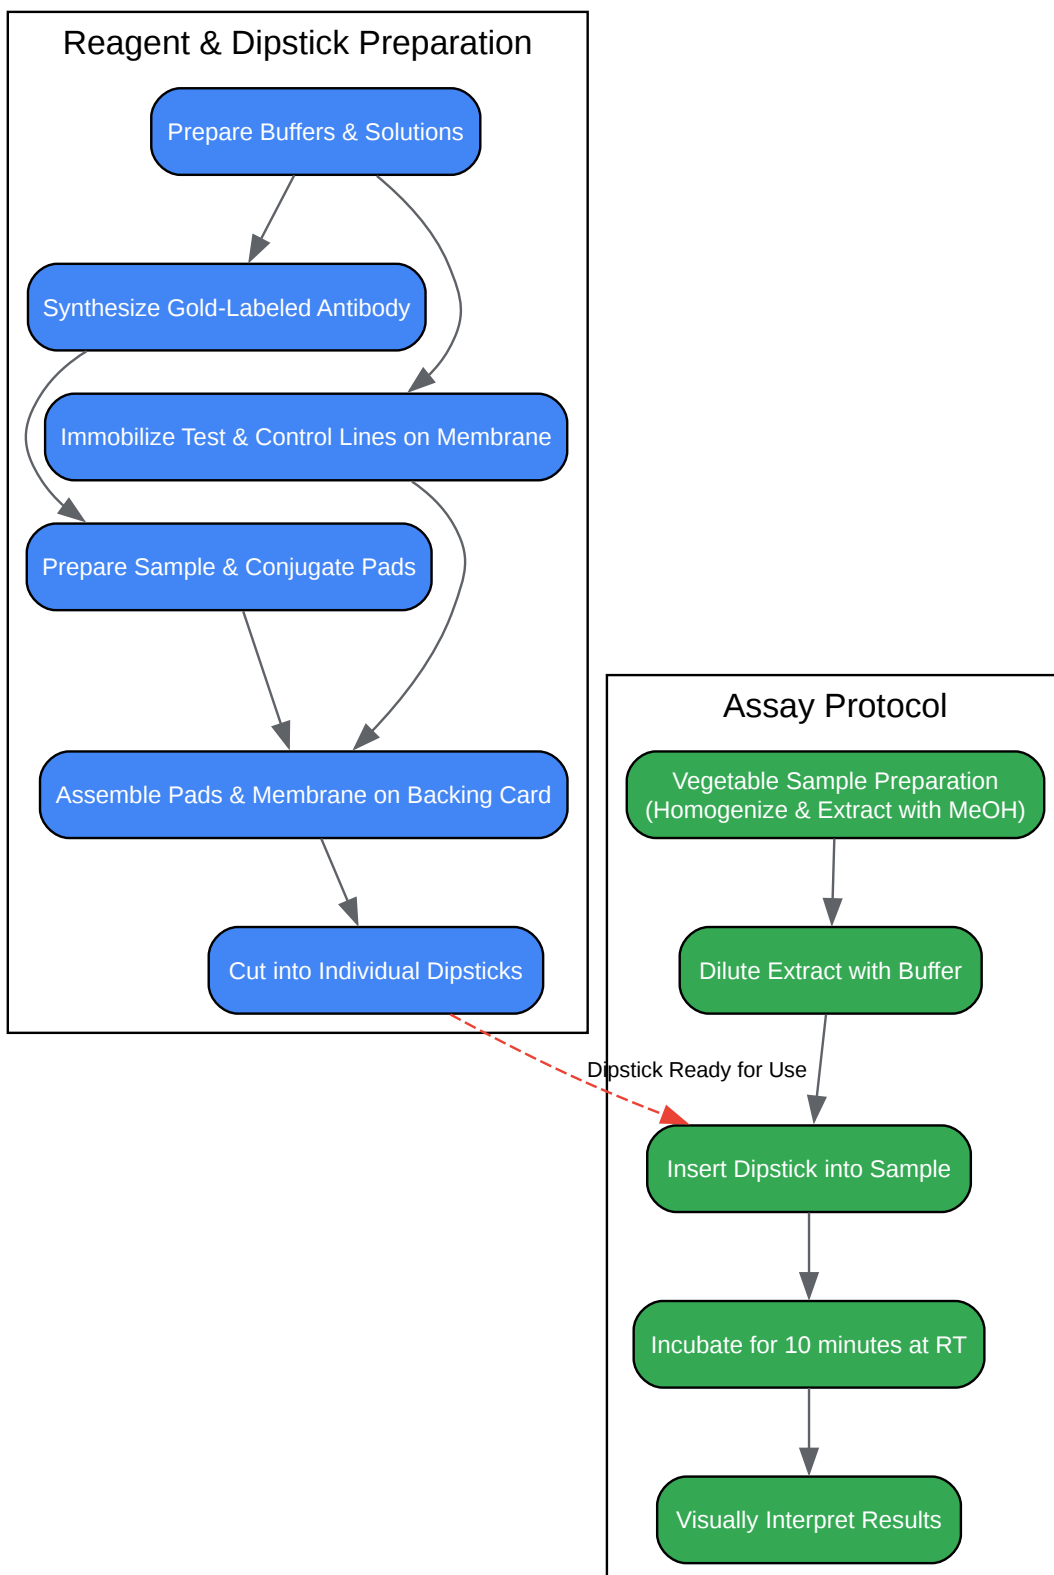 Reagent & Dipstick Preparation
Prepare Buffers & Solutions
Synthesize Gold-Labeled Antibody
Immobilize Test & Control Lines on Membrane
Prepare Sample & Conjugate Pads
Assemble Pads & Membrane on Backing Card
Cut into Individual Dipsticks
Dipstick Ready for Use
Assay Protocol
Vegetable Sample Preparation
(Homogenize & Extract with MeOH)
Dilute Extract with Buffer
Insert Dipstick into Sample
Incubate for 10 minutes at RT
Visually Interpret Results